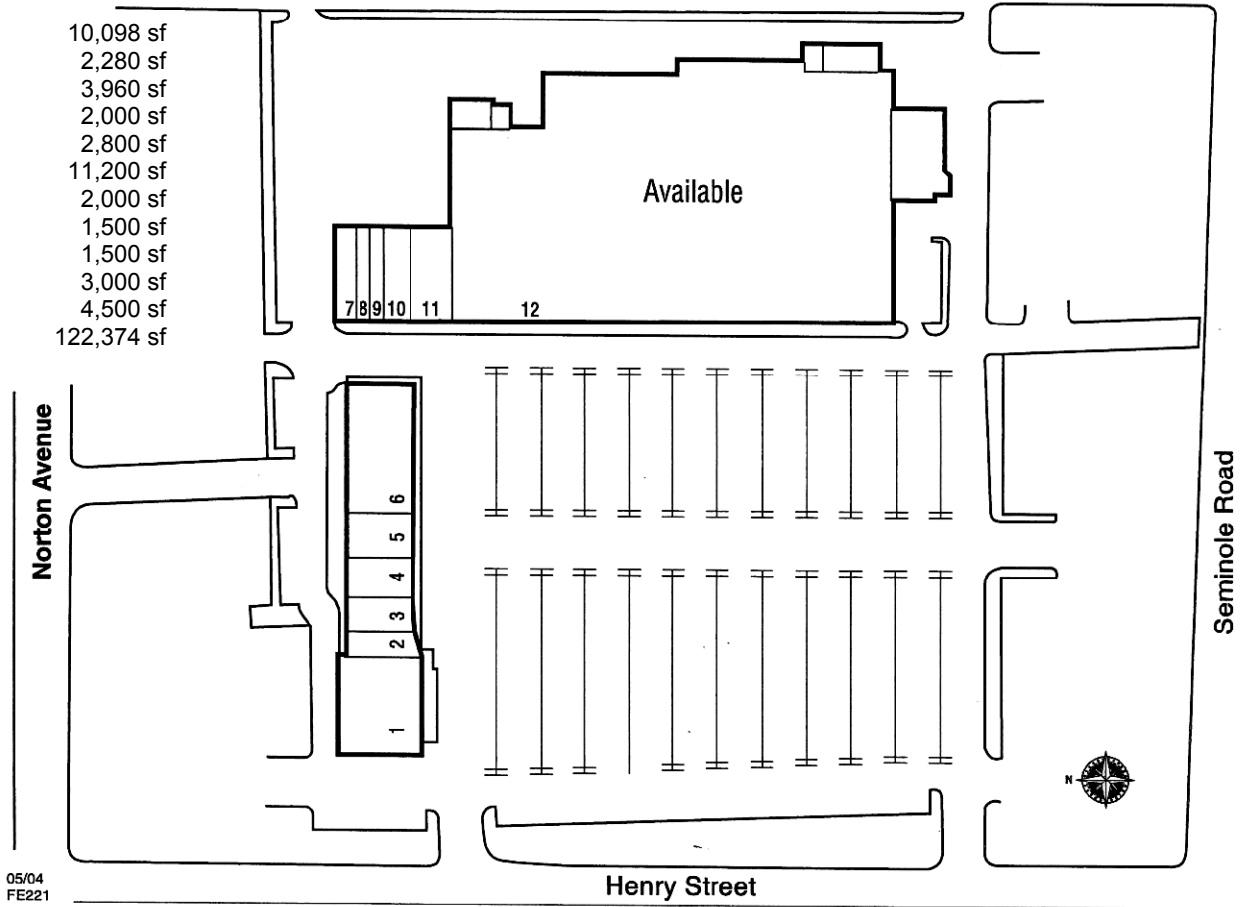 10,098 sf
2,280 sf
3,960 sf
2,000 sf
2,800 sf
11,200 sf
2,000 sf
1,500 sf
1,500 sf
3,000 sf
4,500 sf
122,374 sf
Available
7 8 9 10 11 12
Norton Avenue
6
5
4
3
2
1
Seminole Road
N
Henry Street
05/04
FE221